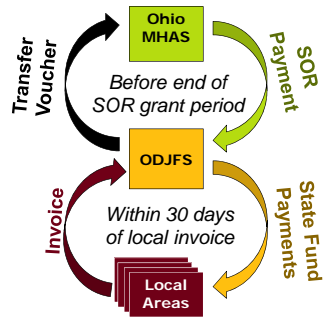 Ohio
MHAS
Transfer
Voucher
SOR
Payment
Before end of
SOR grant period
ODJFS
Invoice
State Fund
Payments
Within 30 days
of local invoice
Local
Areas